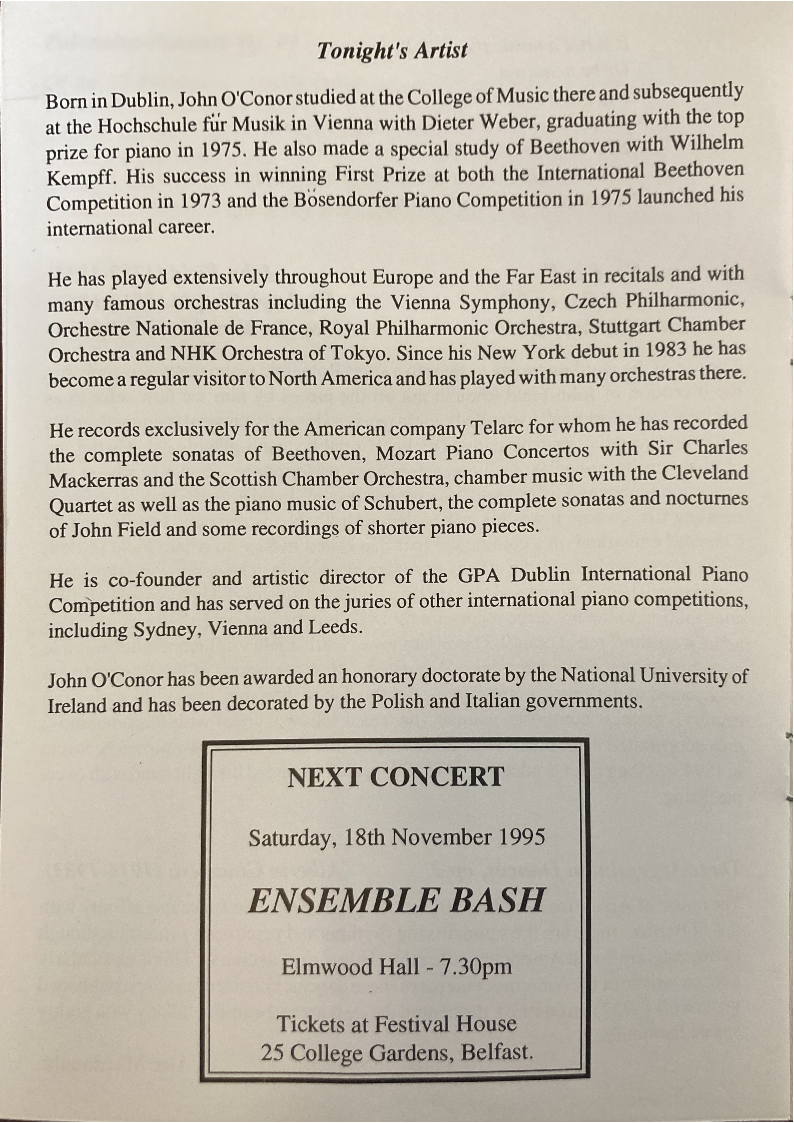 Tonight's Artist
Born in Dublin, John O'Conor studied at the College of Music there and subsequently
at the Hochschule für Musik in Vienna with Dieter Weber, graduating with the top
prize for piano in 1975. He also made a special study of Beethoven with Wilhelm
Kempff. His success in winning First Prize at both the International Beethoven
Competition in 1973 and the Bösendorfer Piano Competition in 1975 launched his
international career.
He has played extensively throughout Europe and the Far East in recitals and with
many famous orchestras including the Vienna Symphony, Czech Philharmonic,
Orchestre Nationale de France, Royal Philharmonic Orchestra, Stuttgart Chamber
Orchestra and NHK Orchestra of Tokyo. Since his New York debut in 1983 he has
become a regular visitor to North America and has played with many orchestras there.
He records exclusively for the American company Telarc for whom he has recorded
the complete sonatas of Beethoven, Mozart Piano Concertos with Sir Charles
Mackerras and the Scottish Chamber Orchestra, chamber music with the Cleveland
Quartet as well as the piano music of Schubert, the complete sonatas and nocturnes
of John Field and some recordings of shorter piano pieces.
He is co-founder and artistic director of the GPA Dublin International Piano
Competition and has served on the juries of other international piano competitions,
including Sydney, Vienna and Leeds.
John O'Conor has been awarded an honorary doctorate by the National University of
Ireland and has been decorated by the Polish and Italian governments.
NEXT CONCERT
Saturday, 18th November 1995
ENSEMBLE BASH
Elmwood Hall - 7.30pm
Tickets at Festival House
25 College Gardens, Belfast.